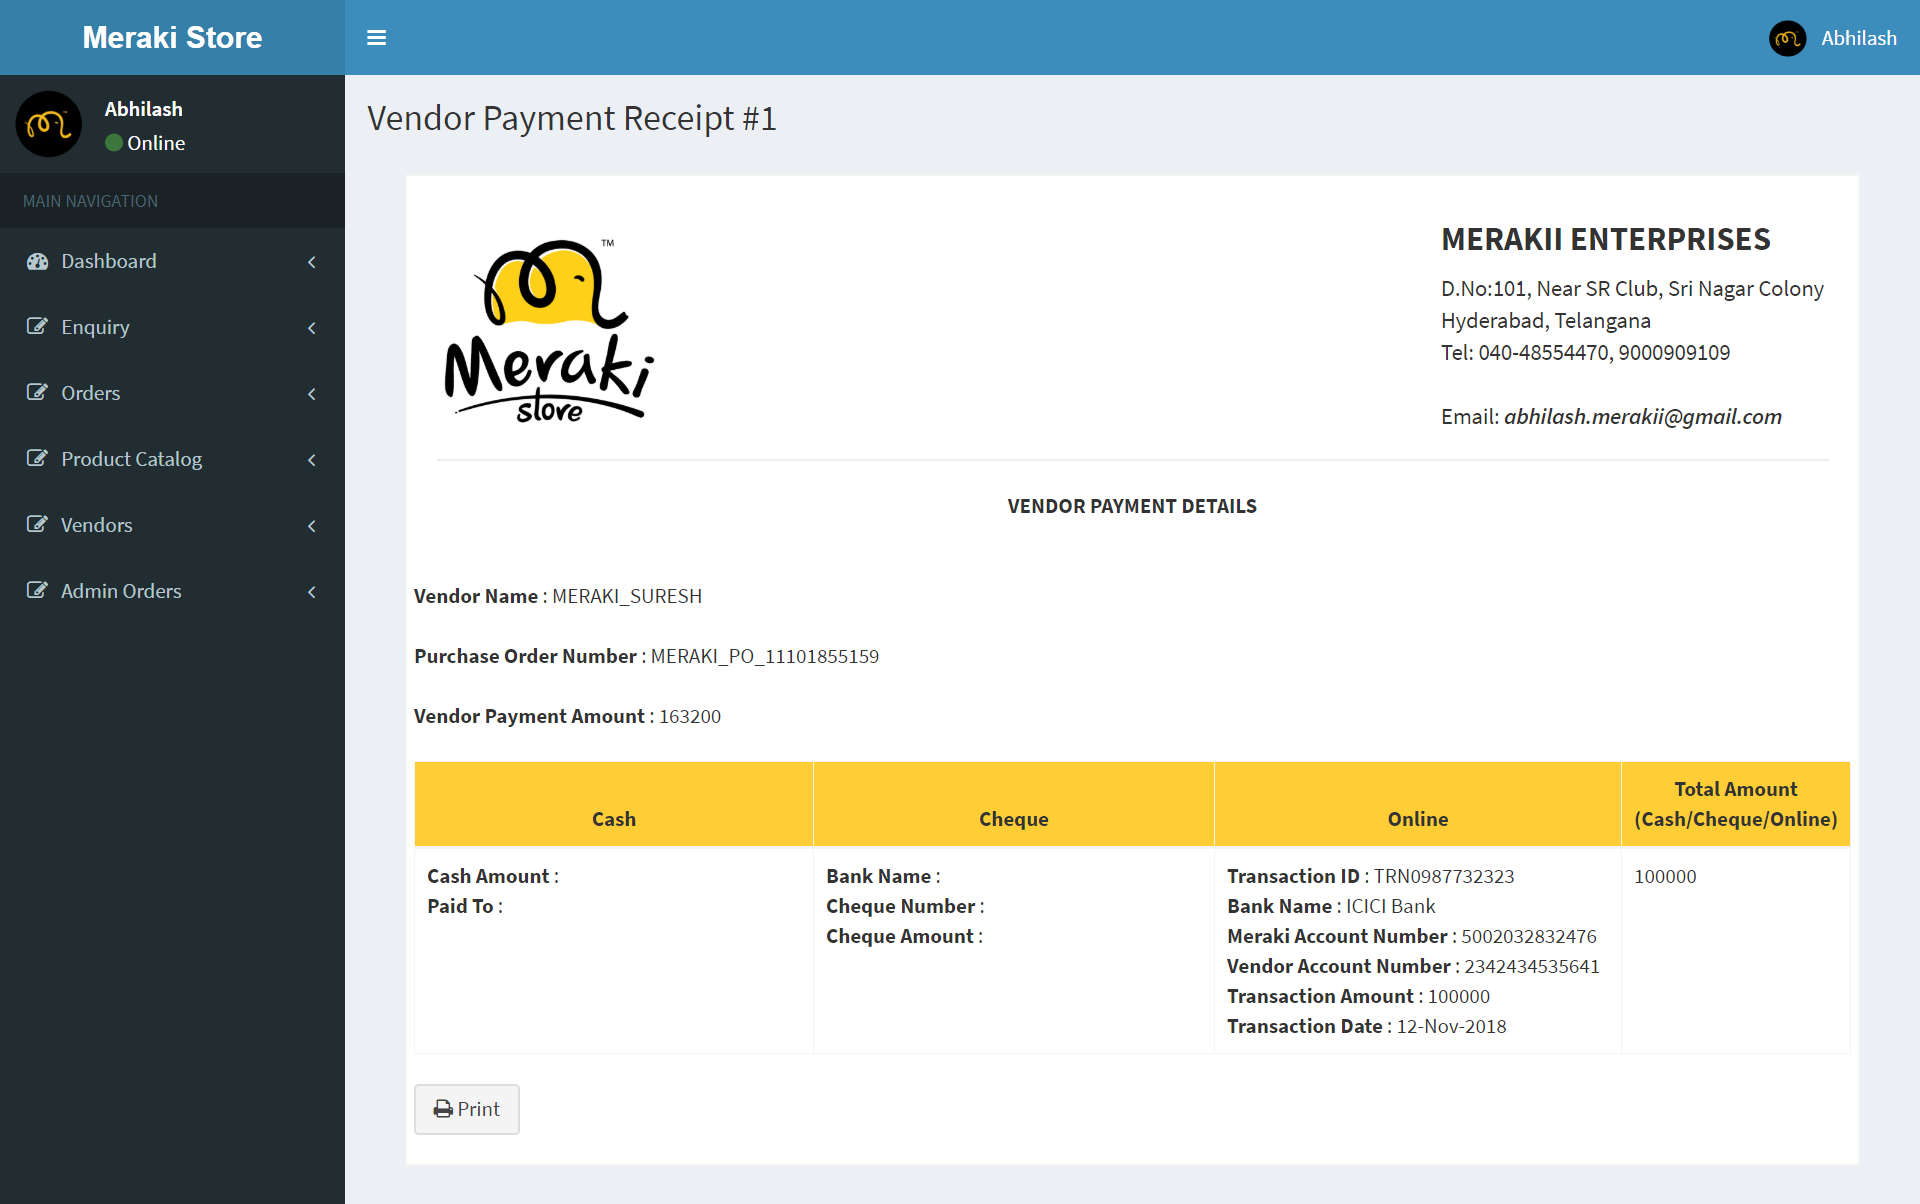 Meraki Store
Abhilash
Abhilash
Online
MAIN NAVIGATION
Dashboard
Enquiry
Orders
Product Catalog
Vendors
Admin Orders
Vendor Payment Receipt #1
TM
Meraki
store
MERAKII ENTERPRISES
D.No:101, Near SR Club, Sri Nagar Colony
Hyderabad, Telangana
Tel: 040-48554470, 9000909109
Email: abhilash.merakii@gmail.com
VENDOR PAYMENT DETAILS
Vendor Name : MERAKI_SURESH
Purchase Order Number : MERAKI_PO_11101855159
Vendor Payment Amount : 163200
Cash
Cheque
Online
Total Amount
(Cash/Cheque/Online)
Cash Amount :
Paid To :
Bank Name :
Cheque Number :
Cheque Amount :
Transaction ID : TRN0987732323
Bank Name : ICICI Bank
Meraki Account Number : 5002032832476
Vendor Account Number : 2342434535641
Transaction Amount : 100000
Transaction Date : 12-Nov-2018
100000
Print